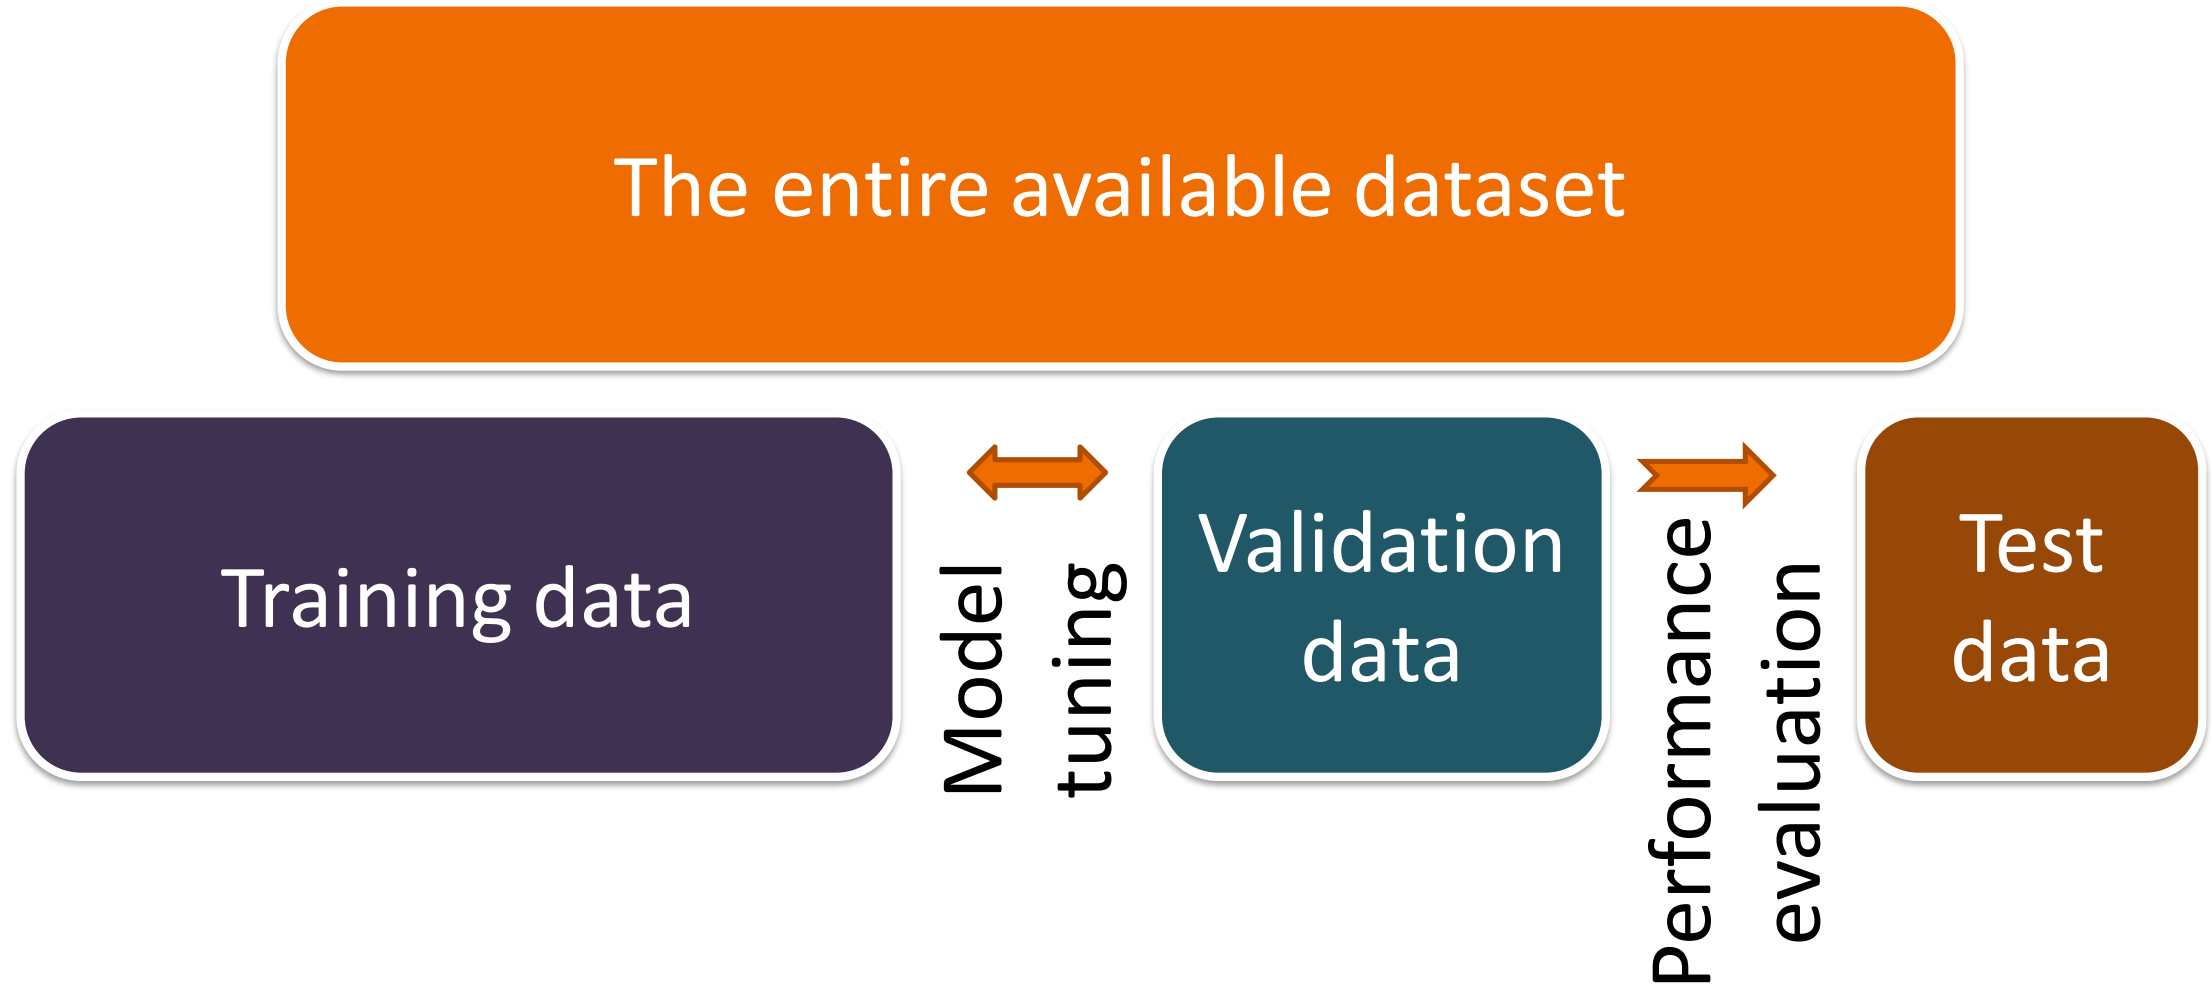 The entire available dataset
Training data
Model
tuning
Validation
data
Performance
evaluation
Test
data